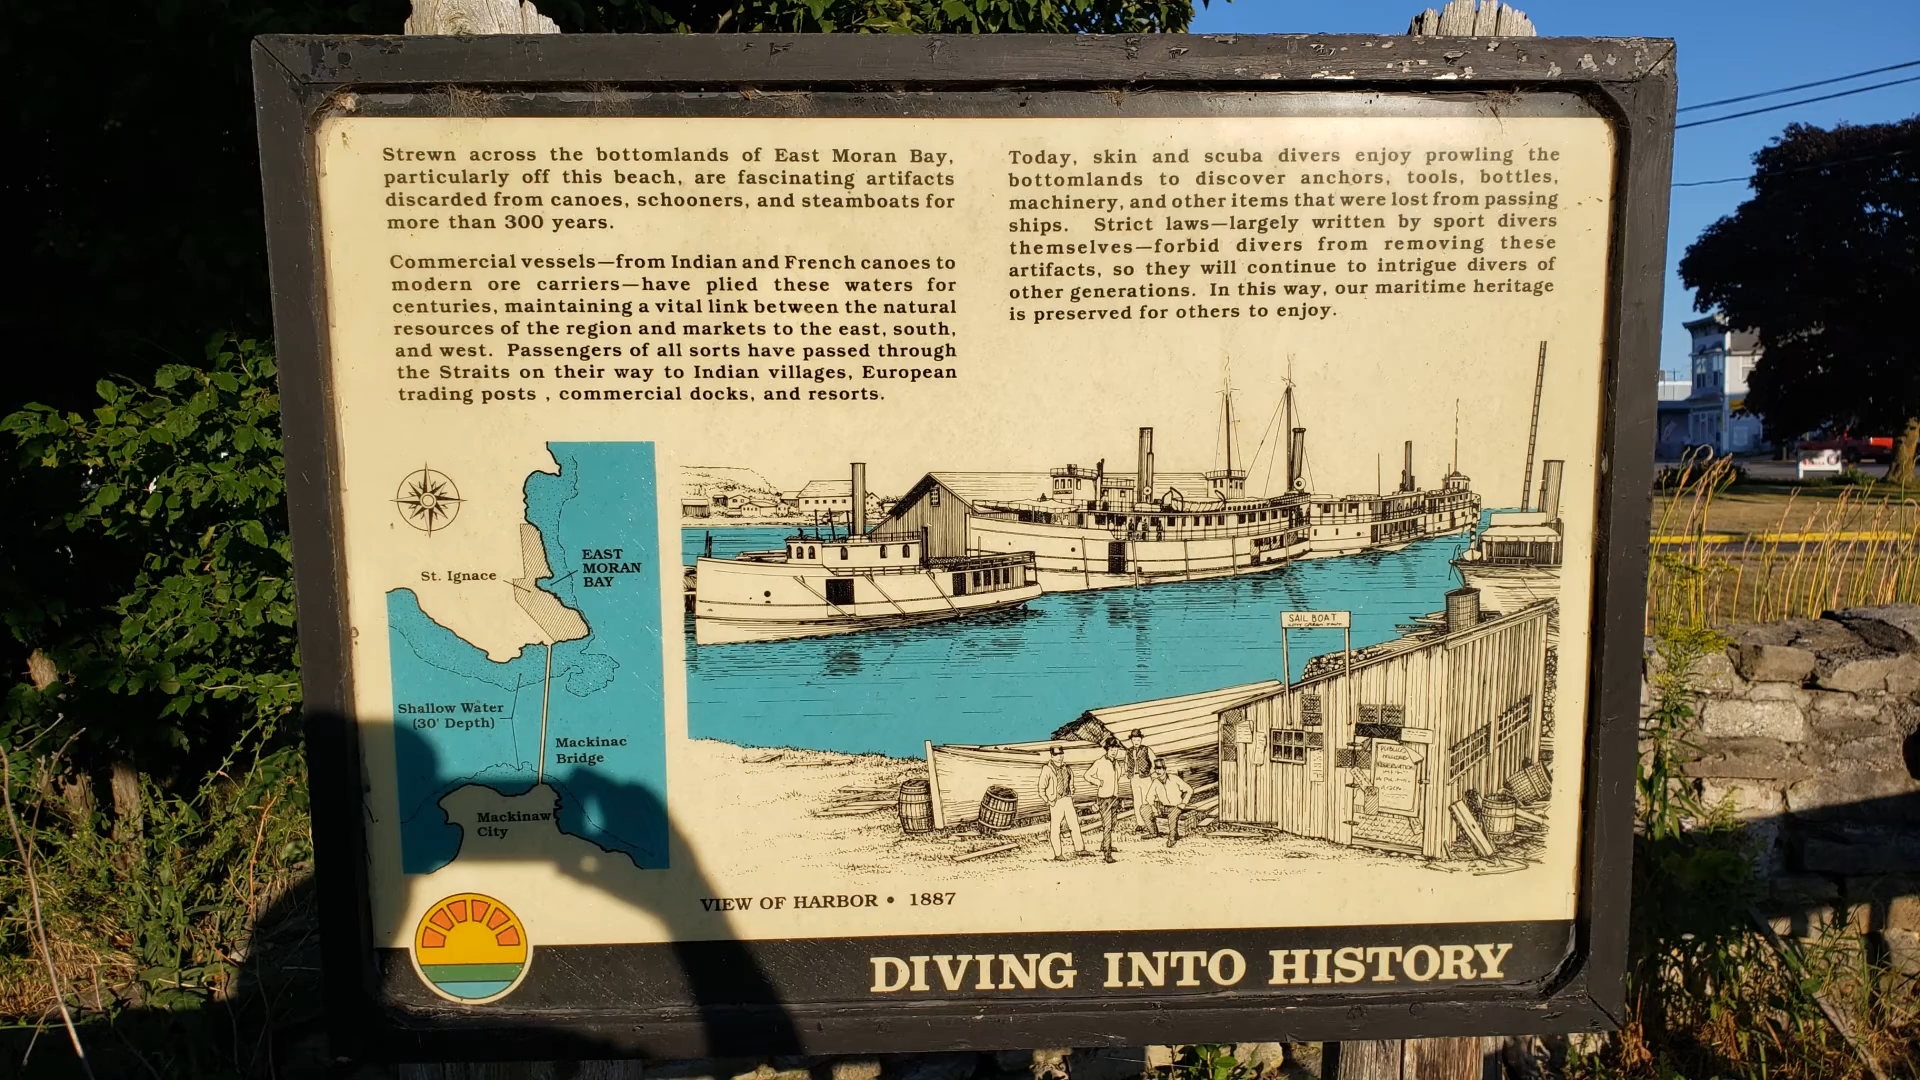 Strewn across the bottomlands of East Moran Bay,
particularly off this beach, are fascinating artifacts
discarded from canoes, schooners, and steamboats for
more than 300 years.
Commercial vessels—from Indian and French canoes to
modern ore carriers—have plied these waters for
centuries, maintaining a vital link between the natural
resources of the region and markets to the east, south,
and west. Passengers of all sorts have passed through
the Straits on their way to Indian villages, European
trading posts , commercial docks, and resorts.
Today, skin and scuba divers enjoy prowling the
bottomlands to discover anchors, tools, bottles,
machinery, and other items that were lost from passing
ships. Strict laws—largely written by sport divers
themselves—forbid divers from removing these
artifacts, so they will continue to intrigue divers of
other generations. In this way, our maritime heritage
is preserved for others to enjoy.
EAST
MORAN
BAY
St. Ignace
Shallow Water
(30' Depth)
Mackinac
Bridge
Mackinaw
City
SAIL BOAT
VIEW OF HARBOR • 1887
DIVING INTO HISTORY